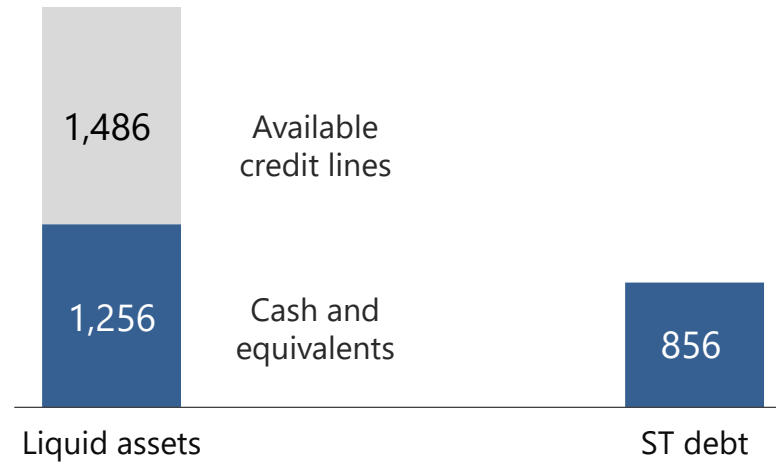 1,486
Available
credit lines
1,256
Cash and
equivalents
856
Liquid assets
ST debt